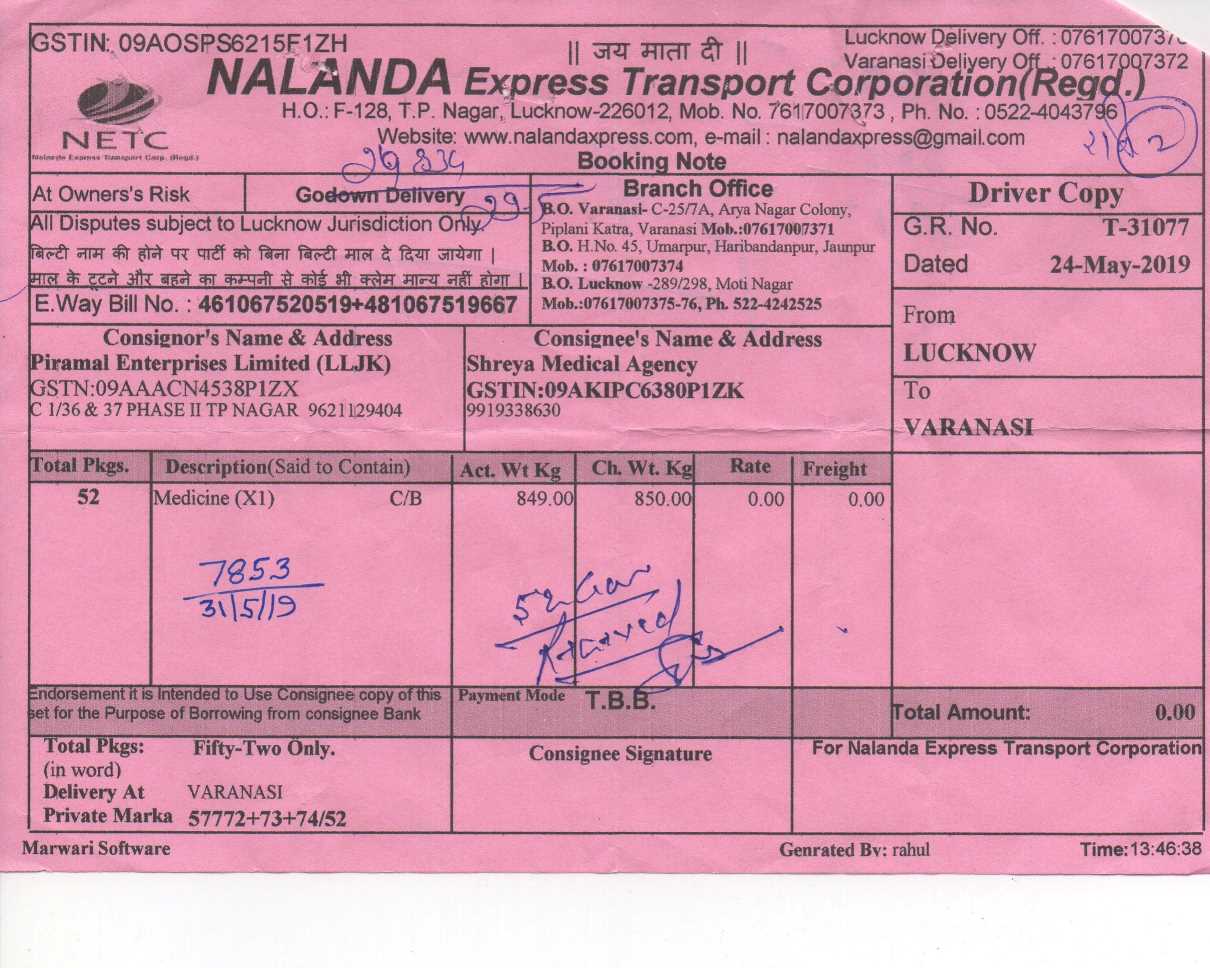 GSTIN: 09AOSPS6215F1ZH
|| जय माता दी ||
Lucknow Delivery Off. : 0761700737
Varanasi Delivery Off. : 07617007372
NALANDA Express Transport Corporation(Regd.)
H.O.: F-128, T.P. Nagar, Lucknow-226012, Mob. No. 7617007373 , Ph. No. : 0522-4043796
Website: www.nalandaxpress.com, e-mail : nalandaxpress@gmail.com
NETC
Nalanda Express Transport Corp. (Regd.)
Booking Note
2
At Owners's Risk
Godown Delivery
All Disputes subject to Lucknow Jurisdiction Only.
बिल्टी नाम की होने पर पार्टी को बिना बिल्टी माल दे दिया जायेगा |
माल के टूटने और बहने का कम्पनी से कोई भी क्लेम मान्य नहीं होगा |
E.Way Bill No. : 461067520519+481067519667
Branch Office
B.O. Varanasi- C-25/7A, Arya Nagar Colony,
Piplani Katra, Varanasi Mob.:07617007371
B.O. H.No. 45, Umarpur, Haribandanpur, Jaunpur
Mob. : 07617007374
B.O. Lucknow -289/298, Moti Nagar
Mob.:07617007375-76, Ph. 522-4242525
Driver Copy
G.R. No. T-31077
Dated 24-May-2019
From
LUCKNOW
To
VARANASI
Consignor's Name & Address
Piramal Enterprises Limited (LLJK)
GSTN:09AAACN4538P1ZX
C 1/36 & 37 PHASE II TP NAGAR 9621129404
Consignee's Name & Address
Shreya Medical Agency
GSTIN:09AKIPC6380P1ZK
9919338630
Total Pkgs. Description(Said to Contain) Act. Wt Kg Ch. Wt. Kg Rate Freight
52 Medicine (X1) C/B 849.00 850.00 0.00 0.00
7853
31/5/19
Received
Endorsement it is Intended to Use Consignee copy of this
set for the Purpose of Borrowing from consignee Bank
Payment Mode T.B.B.
Total Amount: 0.00
Total Pkgs: Fifty-Two Only.
(in word)
Delivery At VARANASI
Private Marka 57772+73+74/52
Consignee Signature
For Nalanda Express Transport Corporation
Marwari Software
Genrated By: rahul
Time:13:46:38